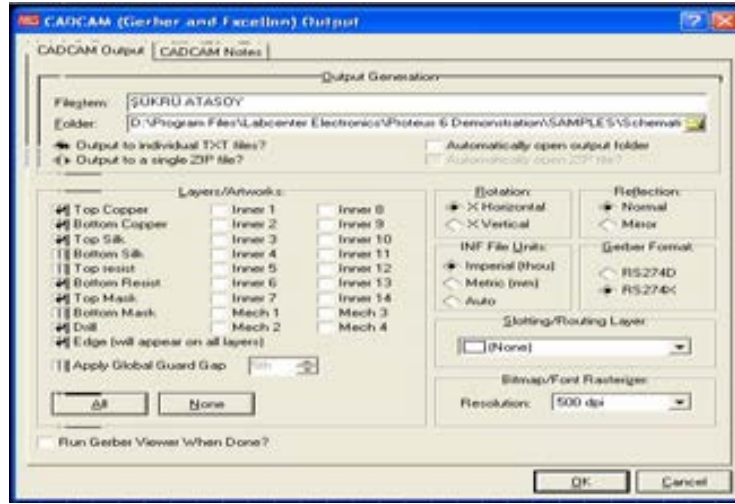 CADCAM (Gerber and Excellon) Output
CADCAM Output CADCAM Notes
Output Generation
Filestem: ŞÜKRÜ ATASOY
Folder: D:\Program Files\Labcenter Electronics\Proteus 6 Demonstration\SAMPLES\Schemati
Output to individual TXT files? Automatically open output folder
Output to a single ZIP file? Automatically open ZIP file?
Layers/Artworks:
Top Copper Inner 1 Inner 8
Bottom Copper Inner 2 Inner 9
Top Silk Inner 3 Inner 10
Bottom Silk Inner 4 Inner 11
Top resist Inner 5 Inner 12
Bottom Resist Inner 6 Inner 13
Top Mask Inner 7 Inner 14
Bottom Mask Mech 1 Mech 3
Drill Mech 2 Mech 4
Edge (will appear on all layers)
Apply Global Guard Gap 5th
All None
Run Gerber Viewer When Done?
Rotation: Reflection:
X Horizontal Normal
X Vertical Mirror
INF File Units: Gerber Format:
Imperial (thou) RS274D
Metric (mm) RS274X
Auto
Slotting/Routing Layer:
(None)
Bitmap/Font Rasterizer:
Resolution: 500 dpi
OK Cancel